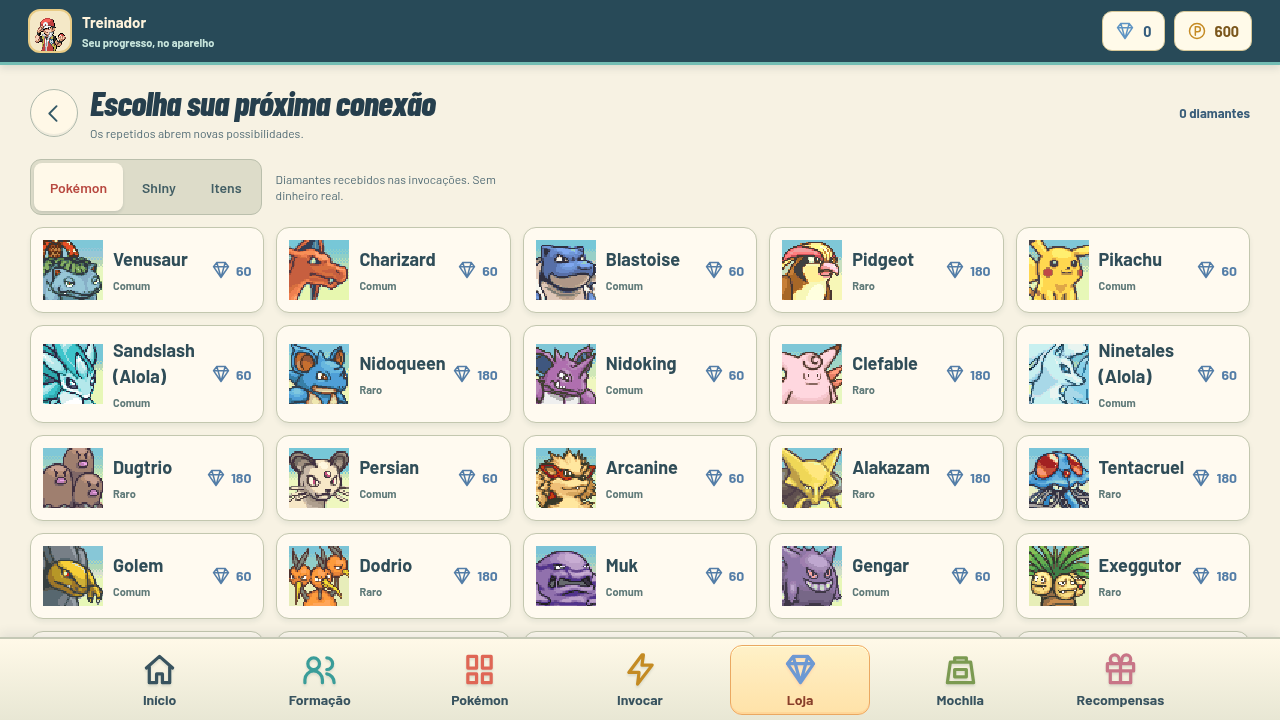 Treinador
Seu progresso, no aparelho
0
600
Escolha sua próxima conexão
Os repetidos abrem novas possibilidades.
0 diamantes
Pokémon
Shiny
Itens
Diamantes recebidos nas invocações. Sem
dinheiro real.
Venusaur
Comum
60
Charizard
Comum
60
Blastoise
Comum
60
Pidgeot
Raro
180
Pikachu
Comum
60
Sandslash
(Alola)
Comum
60
Nidoqueen
Raro
180
Nidoking
Comum
60
Clefable
Raro
180
Ninetales
(Alola)
Comum
60
Dugtrio
Raro
180
Persian
Comum
60
Arcanine
Comum
60
Alakazam
Raro
180
Tentacruel
Raro
180
Golem
Comum
60
Dodrio
Raro
180
Muk
Comum
60
Gengar
Comum
60
Exeggutor
Raro
180
Início
Formação
Pokémon
Invocar
Loja
Mochila
Recompensas